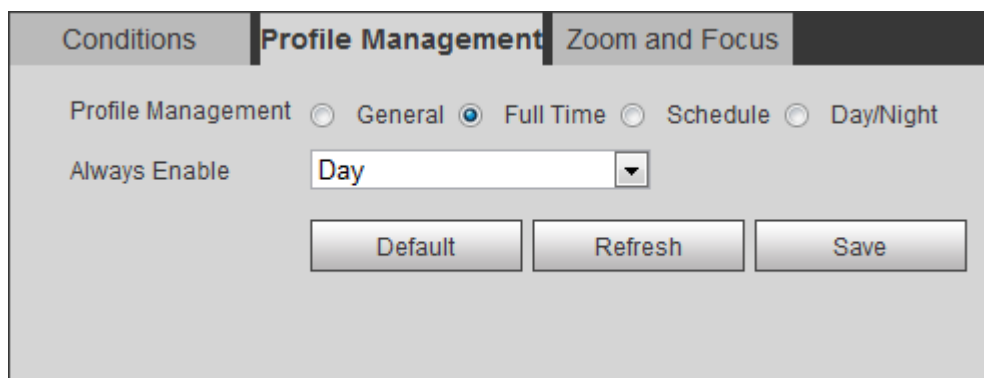 Conditions Profile Management Zoom and Focus
Profile Management General Full Time Schedule Day/Night
Always Enable Day
Default Refresh Save